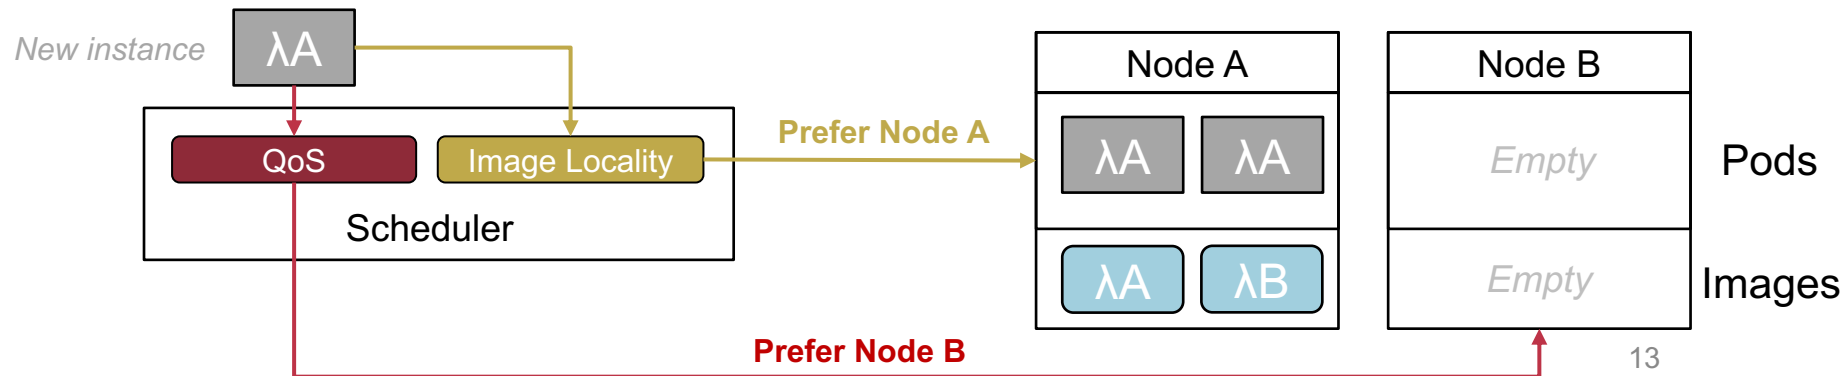 New instance
λA
QoS
Image Locality
Scheduler
Prefer Node A
Prefer Node B
Node A
λA λA
λA λB
Node B
Empty
Empty
Pods
Images
13